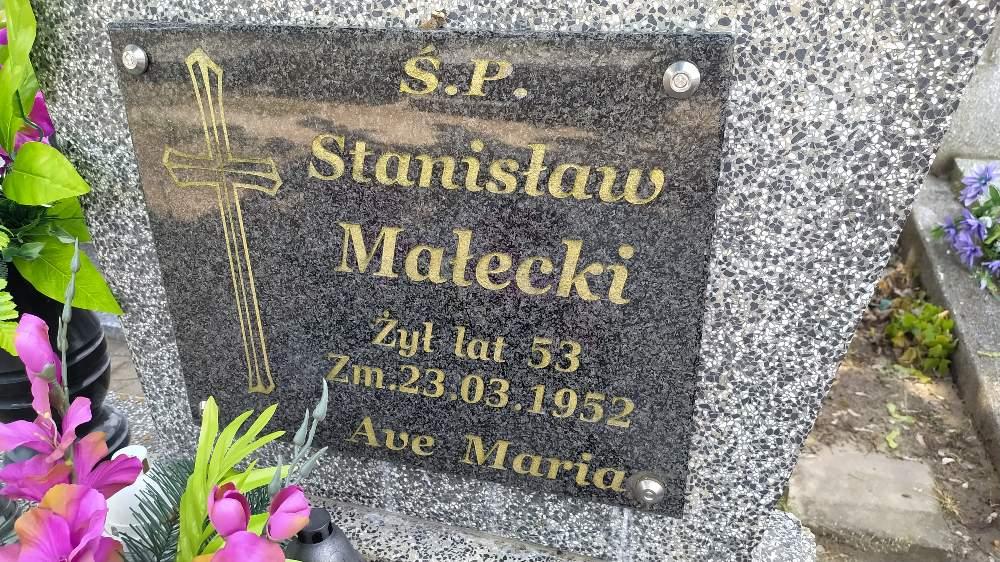 Ś.P.
Stanisław
Małecki
Żył lat 53
Zm.23.03.1952
Ave Maria